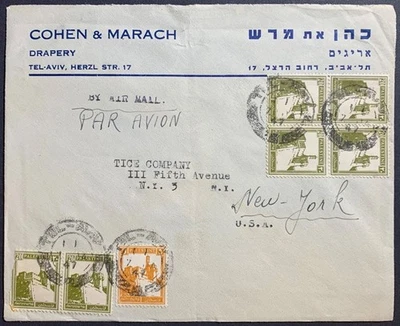 COHEN & MARACH
DRAPERY
TEL-AVIV, HERZL STR. 17
כהן את מרש
אריגים
תל-אביב, רחוב הרצל, 17
BY AIR MAIL.
PAR AVION
TICE COMPANY
III Fifth Avenue
N.Y. 3 N.Y.
New-York
U.S.A.